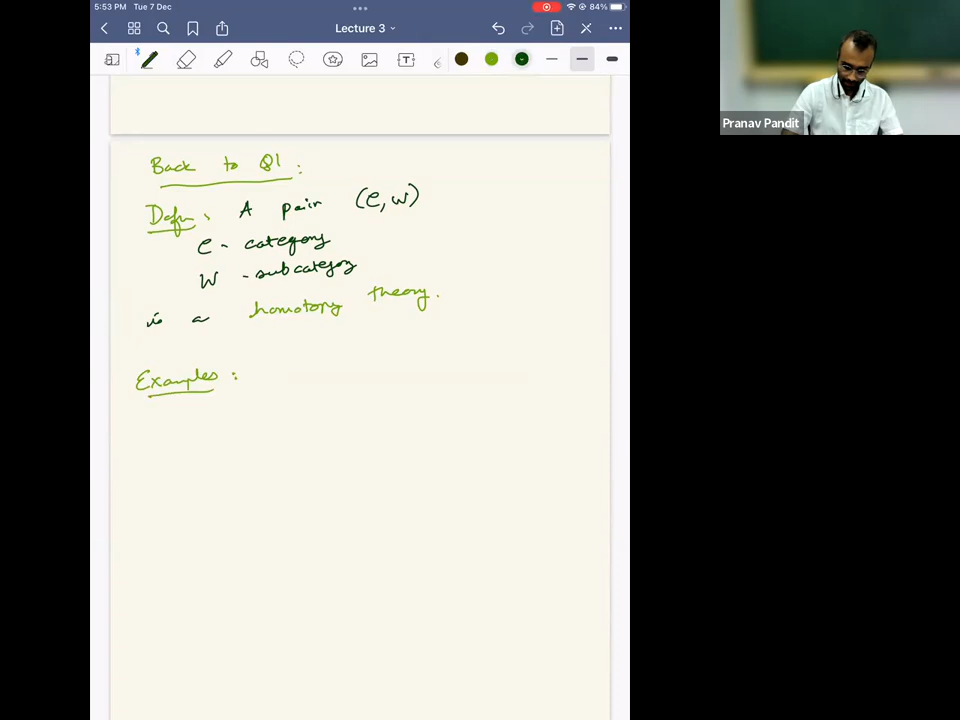 5:53 PM Tue 7 Dec
84%
Lecture 3
Pranav Pandit
Back to Q1:
Defn: A pair (C, W)
C - category
W - subcategory
is a homotopy theory.
Examples: